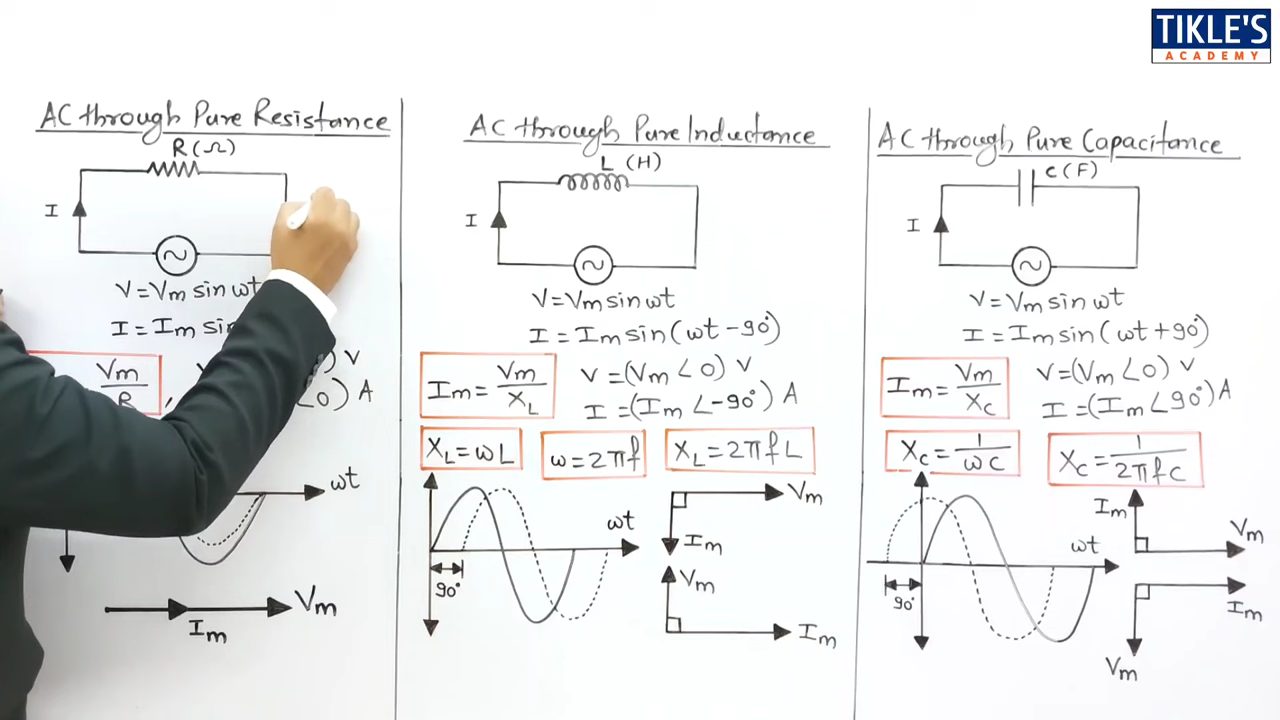 TIKLE'S
ACADEMY
AC through Pure Resistance
R(Ω)
I
V=Vm sin ωt
I=Im sin
Vm/R ,
) V
∠0) A
ωt
Vm
Im
AC through Pure Inductance
L (H)
I
V=Vm sin ωt
I=Im sin(ωt-90°)
Im=Vm/XL
V=(Vm∠0) V
I=(Im∠-90°) A
XL=ωL
ω=2πf
XL=2πfL
ωt
90°
Vm
Im
Vm
Im
AC through Pure Capacitance
C(F)
I
V=Vm sin ωt
I=Im sin(ωt+90°)
Im=Vm/XC
V=(Vm∠0) V
I=(Im∠90°) A
XC=1/ωC
XC=1/2πfC
ωt
90°
Im
Vm
Im
Vm